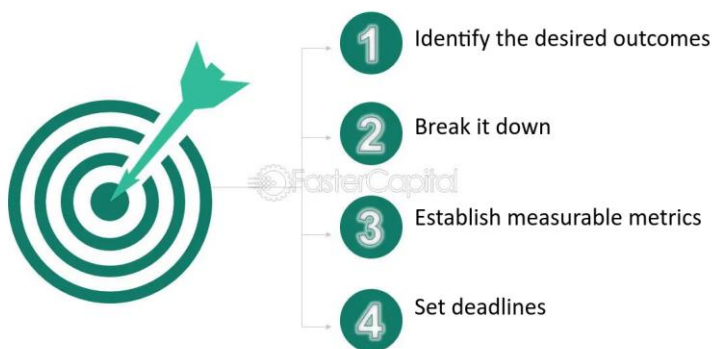 1 Identify the desired outcomes
2 Break it down
FasterCapital
3 Establish measurable metrics
4 Set deadlines